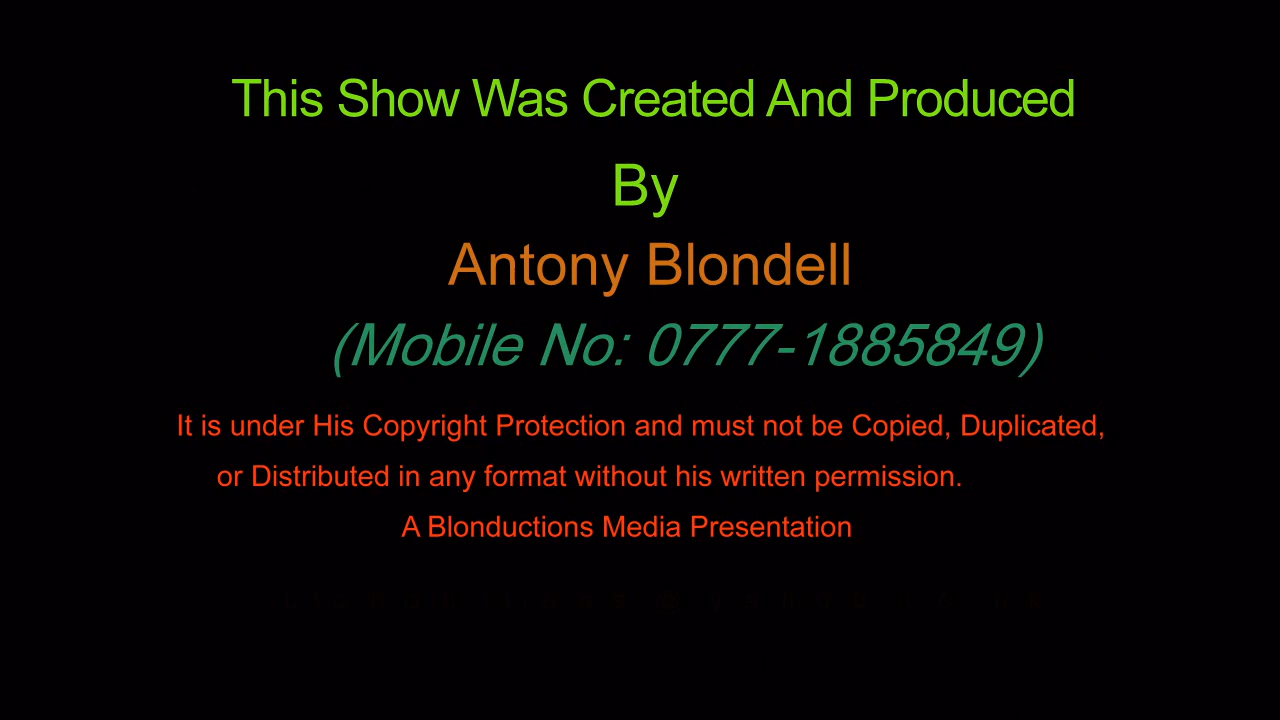 This Show Was Created And Produced
By
Antony Blondell
(Mobile No: 0777-1885849)
It is under His Copyright Protection and must not be Copied, Duplicated,
or Distributed in any format without his written permission.
A Blonductions Media Presentation